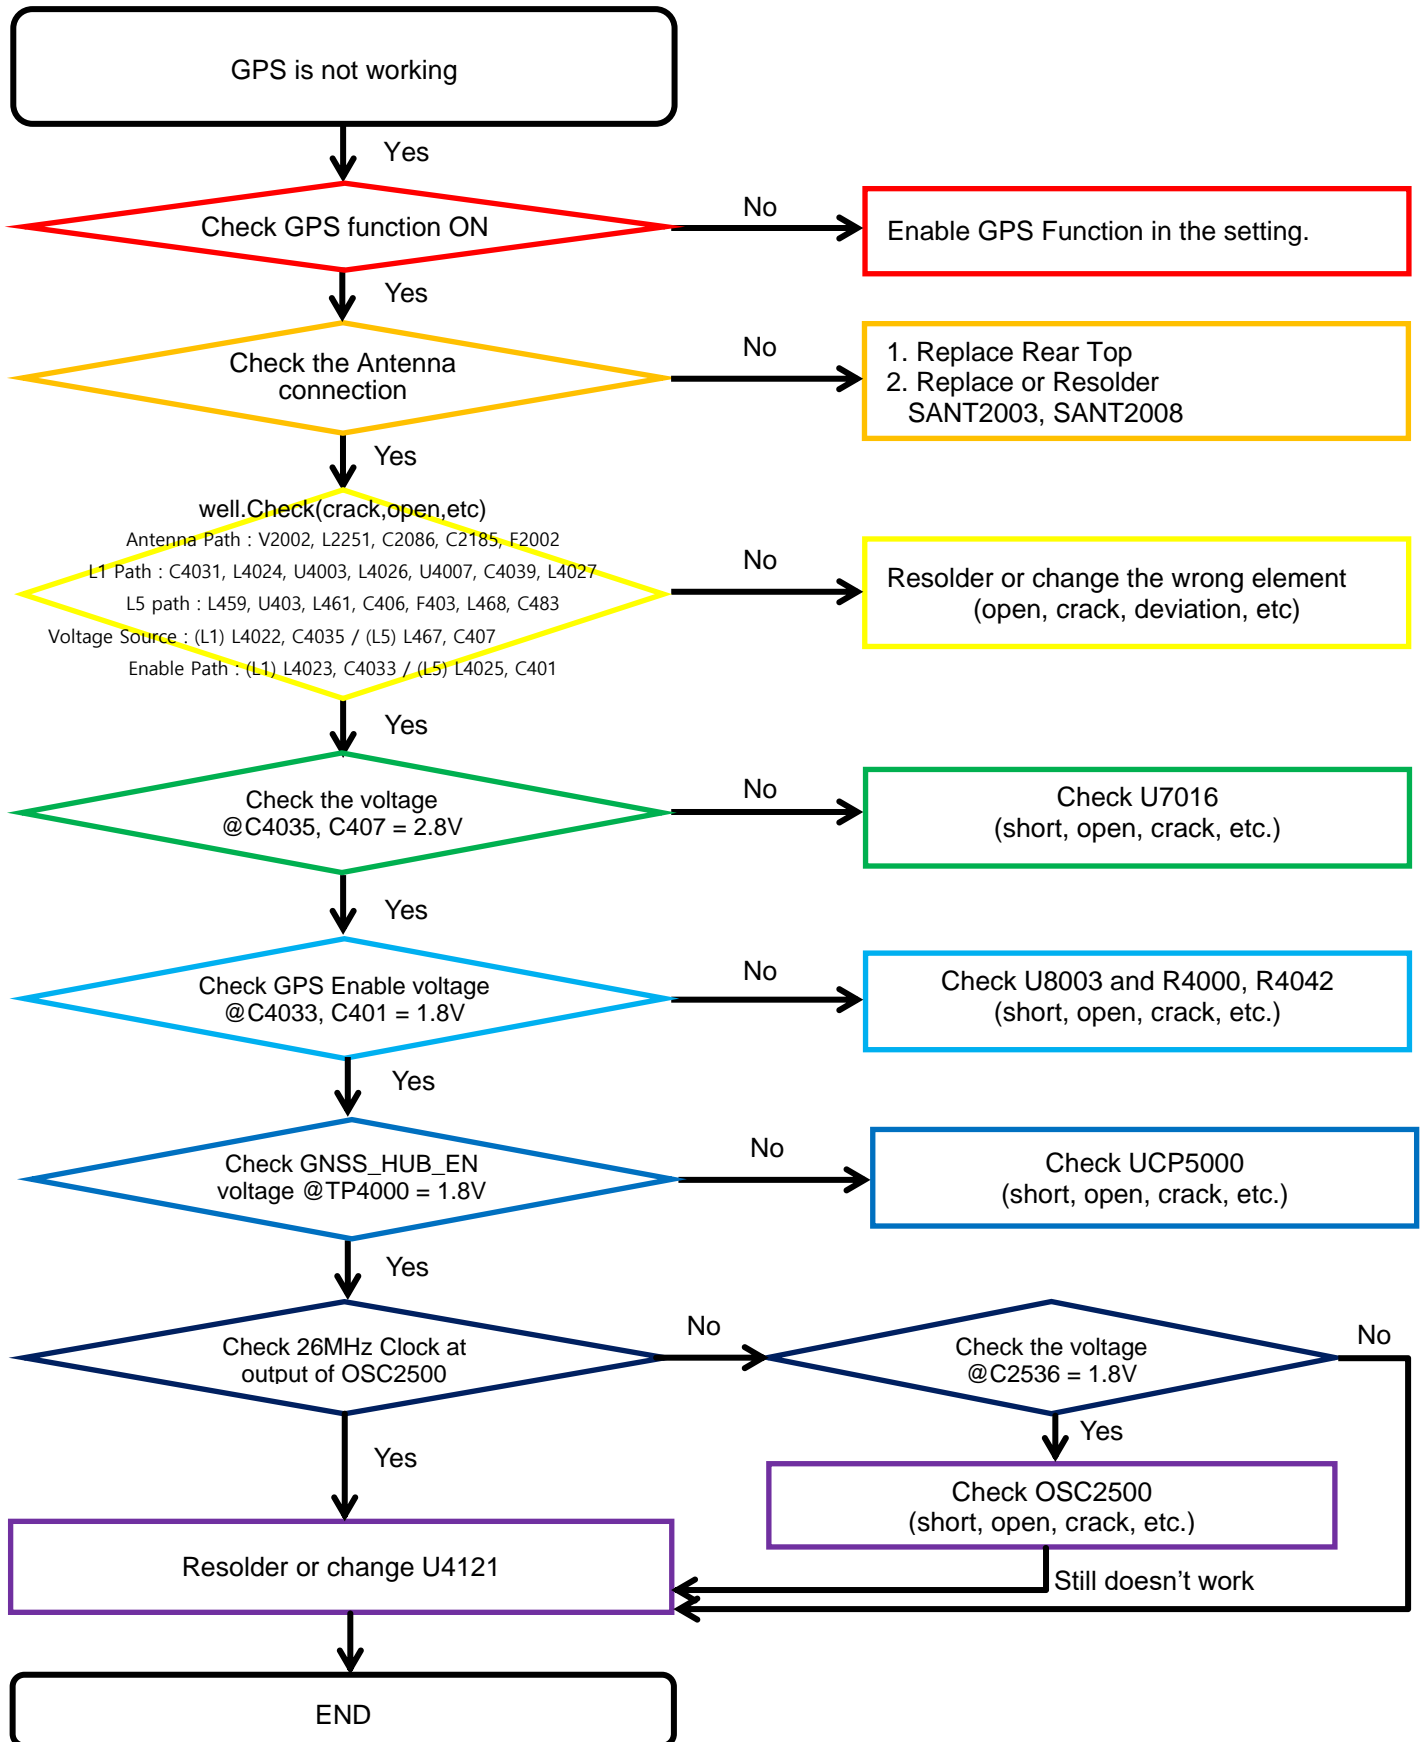 GPS is not working
Yes
Check GPS function ON
No
Enable GPS Function in the setting.
Yes
Check the Antenna
connection
No
1. Replace Rear Top
2. Replace or Resolder
SANT2003, SANT2008
Yes
well.Check(crack,open,etc)
Antenna Path : V2002, L2251, C2086, C2185, F2002
L1 Path : C4031, L4024, U4003, L4026, U4007, C4039, L4027
L5 path : L459, U403, L461, C406, F403, L468, C483
Voltage Source : (L1) L4022, C4035 / (L5) L467, C407
Enable Path : (L1) L4023, C4033 / (L5) L4025, C401
No
Resolder or change the wrong element
(open, crack, deviation, etc)
Yes
Check the voltage
@C4035, C407 = 2.8V
No
Check U7016
(short, open, crack, etc.)
Yes
Check GPS Enable voltage
@C4033, C401 = 1.8V
No
Check U8003 and R4000, R4042
(short, open, crack, etc.)
Yes
Check GNSS_HUB_EN
voltage @TP4000 = 1.8V
No
Check UCP5000
(short, open, crack, etc.)
Yes
Check 26MHz Clock at
output of OSC2500
No
Check the voltage
@C2536 = 1.8V
No
Yes
Yes
Check OSC2500
(short, open, crack, etc.)
Still doesn’t work
Resolder or change U4121
END